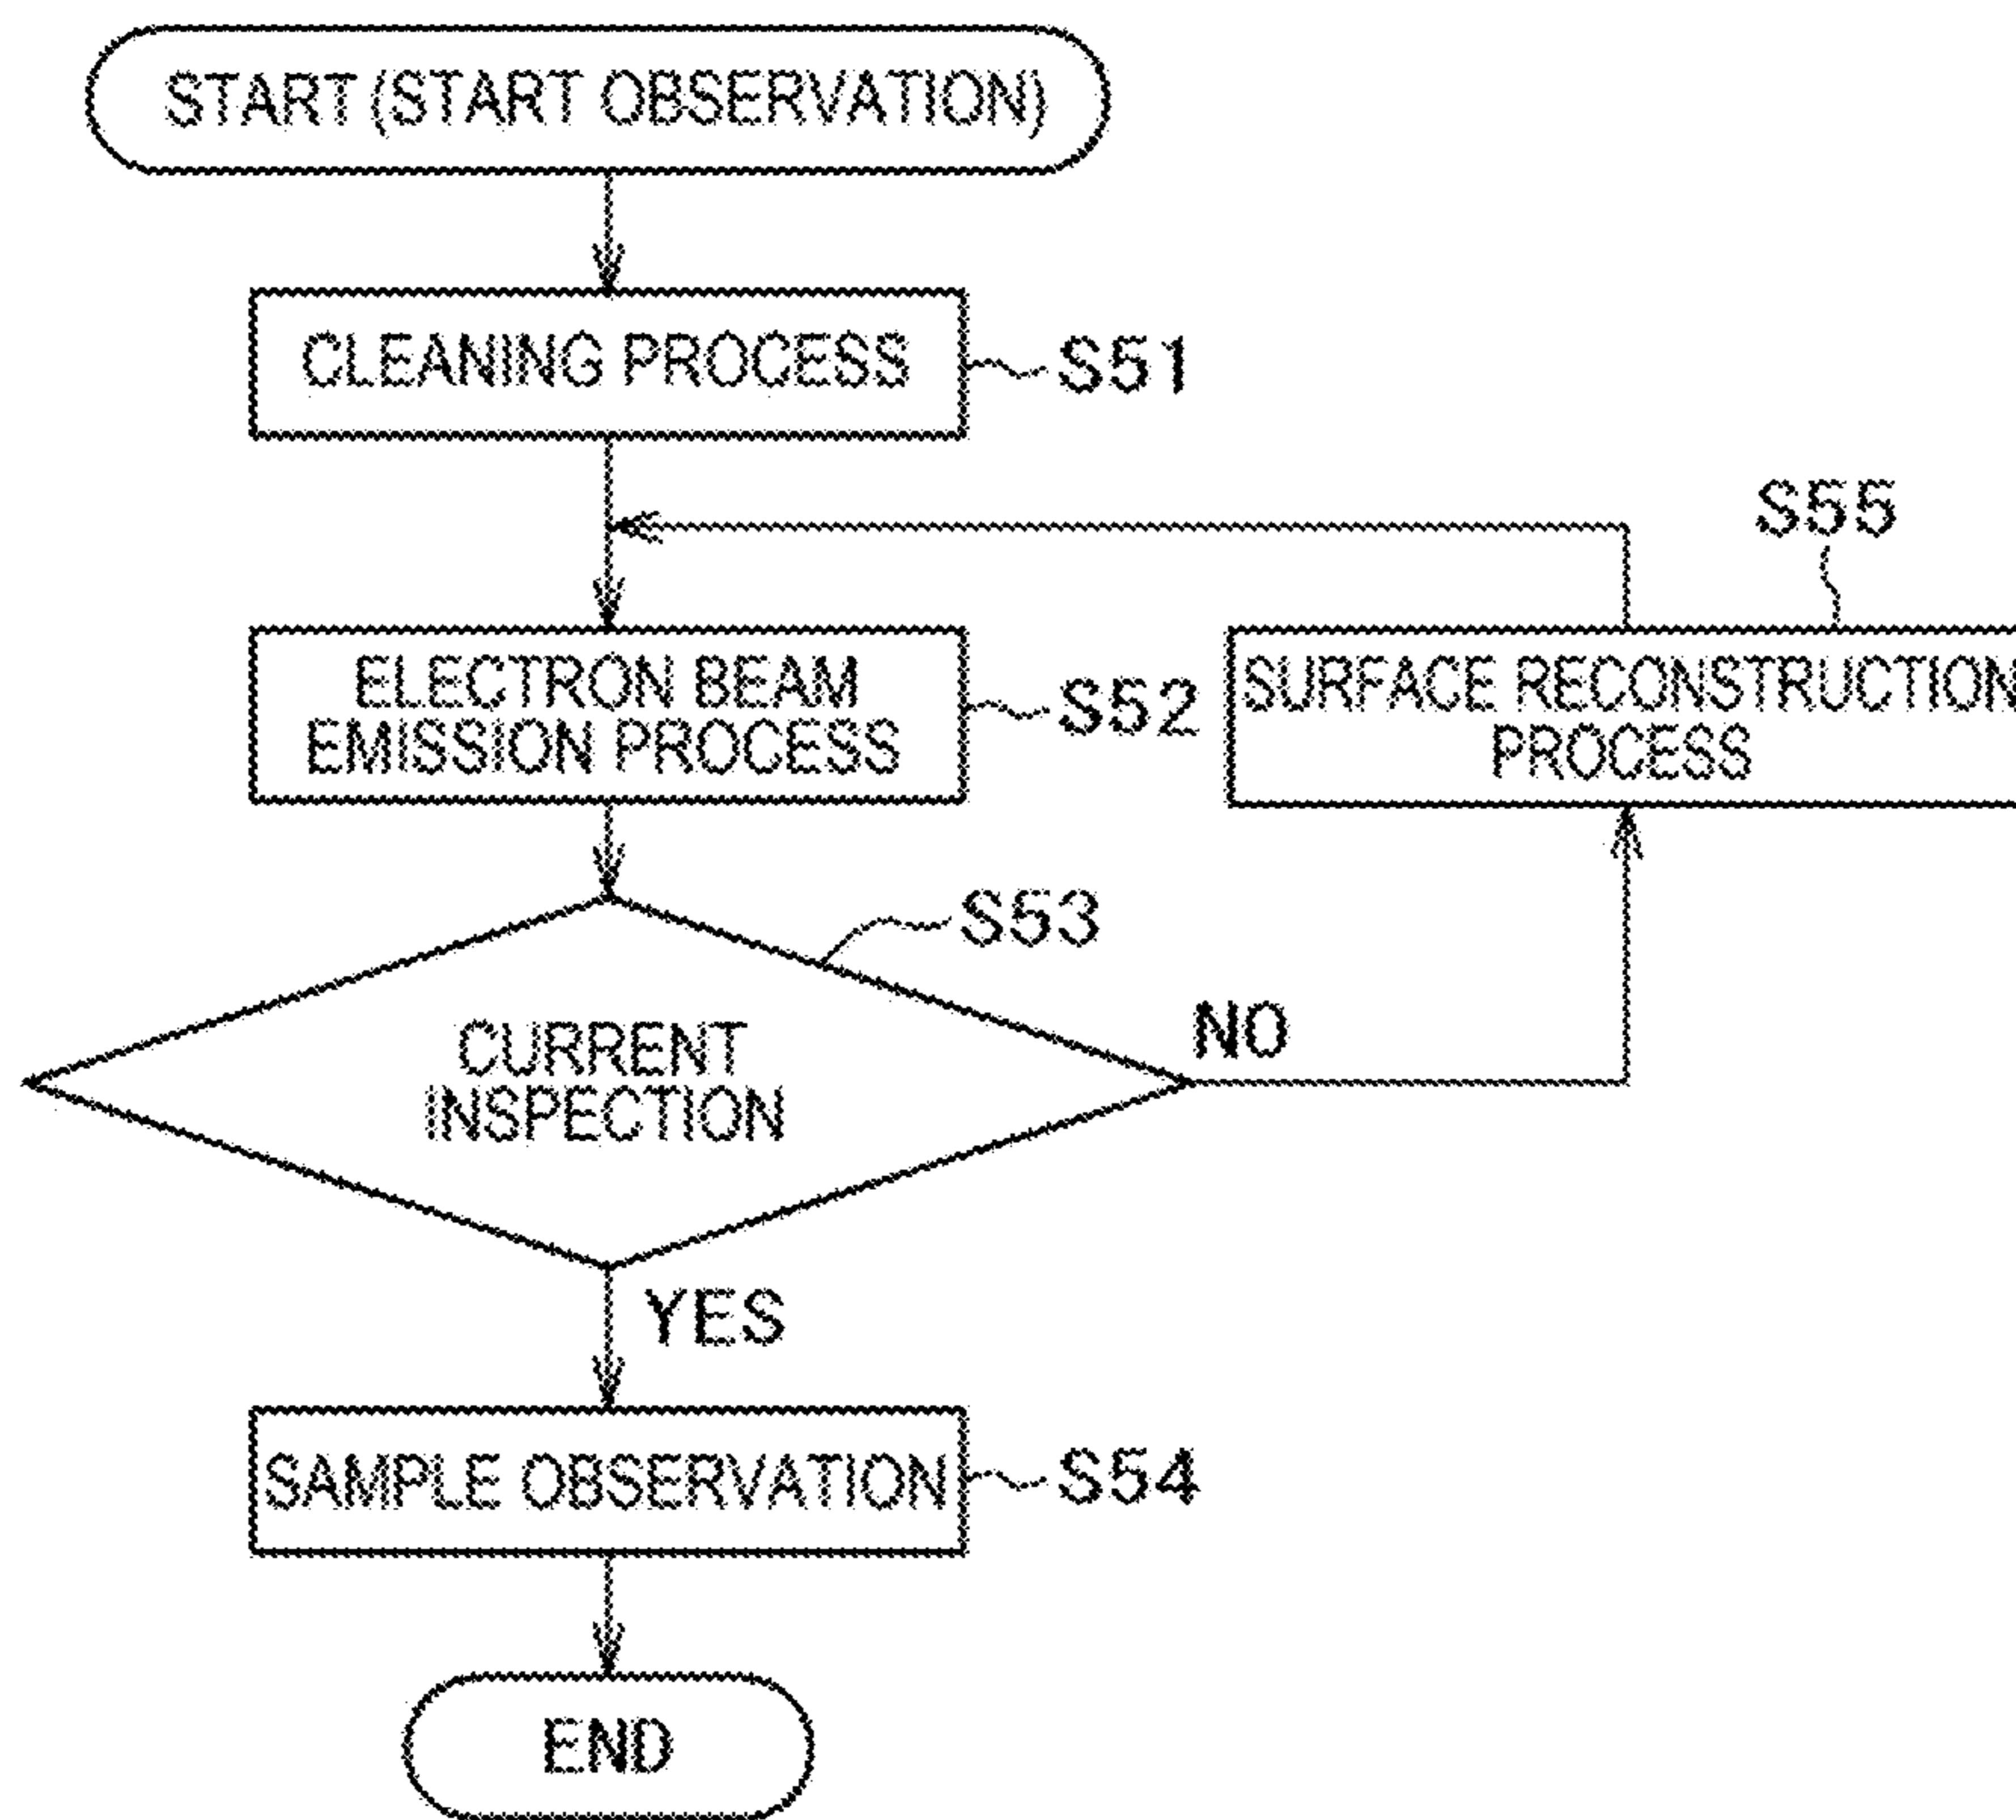 START (START OBSERVATION)
CLEANING PROCESS
S51
S55
ELECTRON BEAM
EMISSION PROCESS
S52
SURFACE RECONSTRUCTION
PROCESS
S53
NO
CURRENT
INSPECTION
YES
SAMPLE OBSERVATION
S54
END